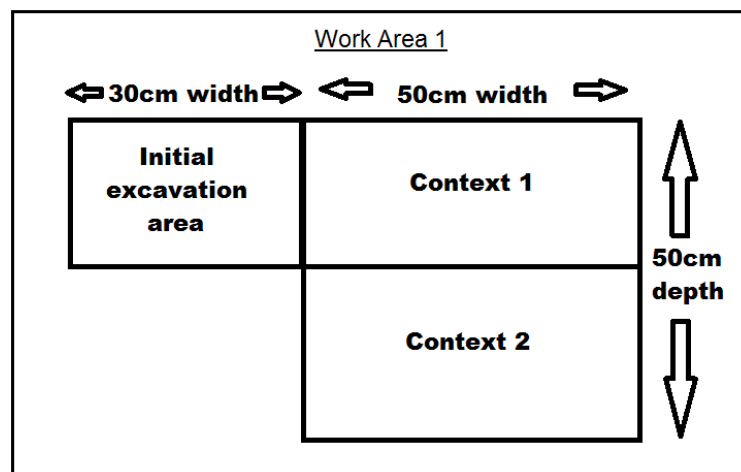 Work Area 1
30cm width
50cm width
Initial
excavation
area
Context 1
50cm
depth
Context 2